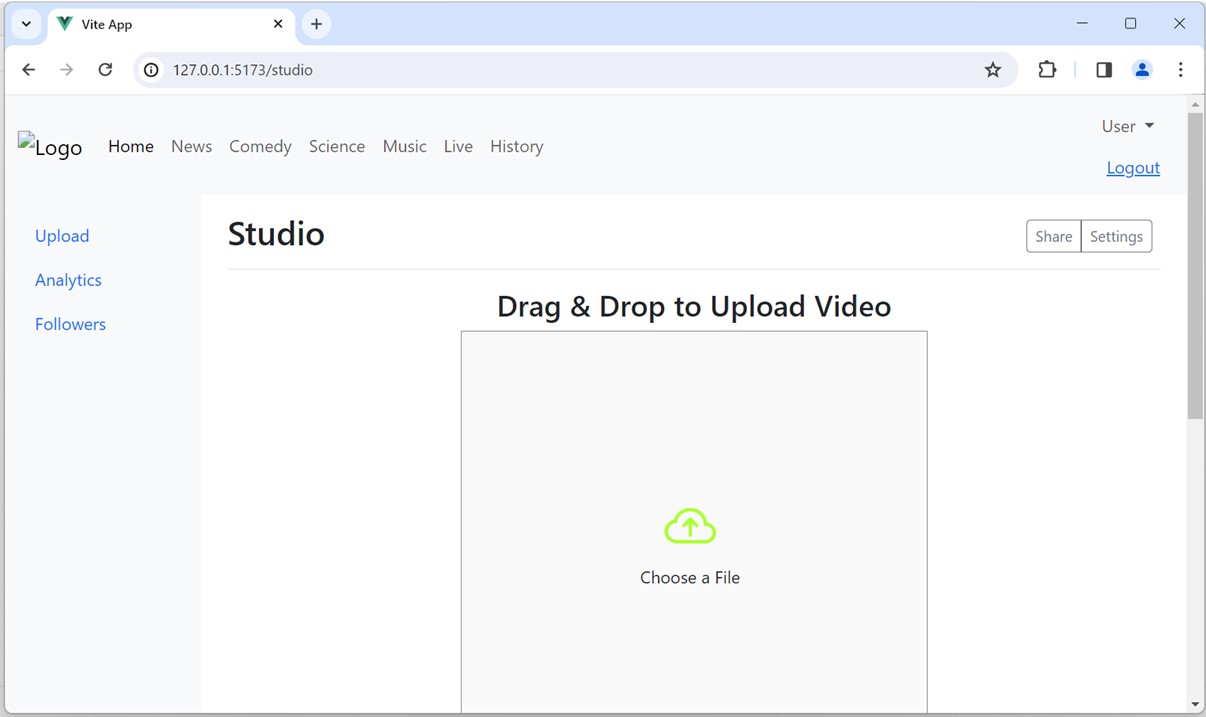 Vite App
127.0.0.1:5173/studio
Logo Home News Comedy Science Music Live History
User
Logout
Upload
Analytics
Followers
Studio
Share Settings
Drag & Drop to Upload Video
Choose a File